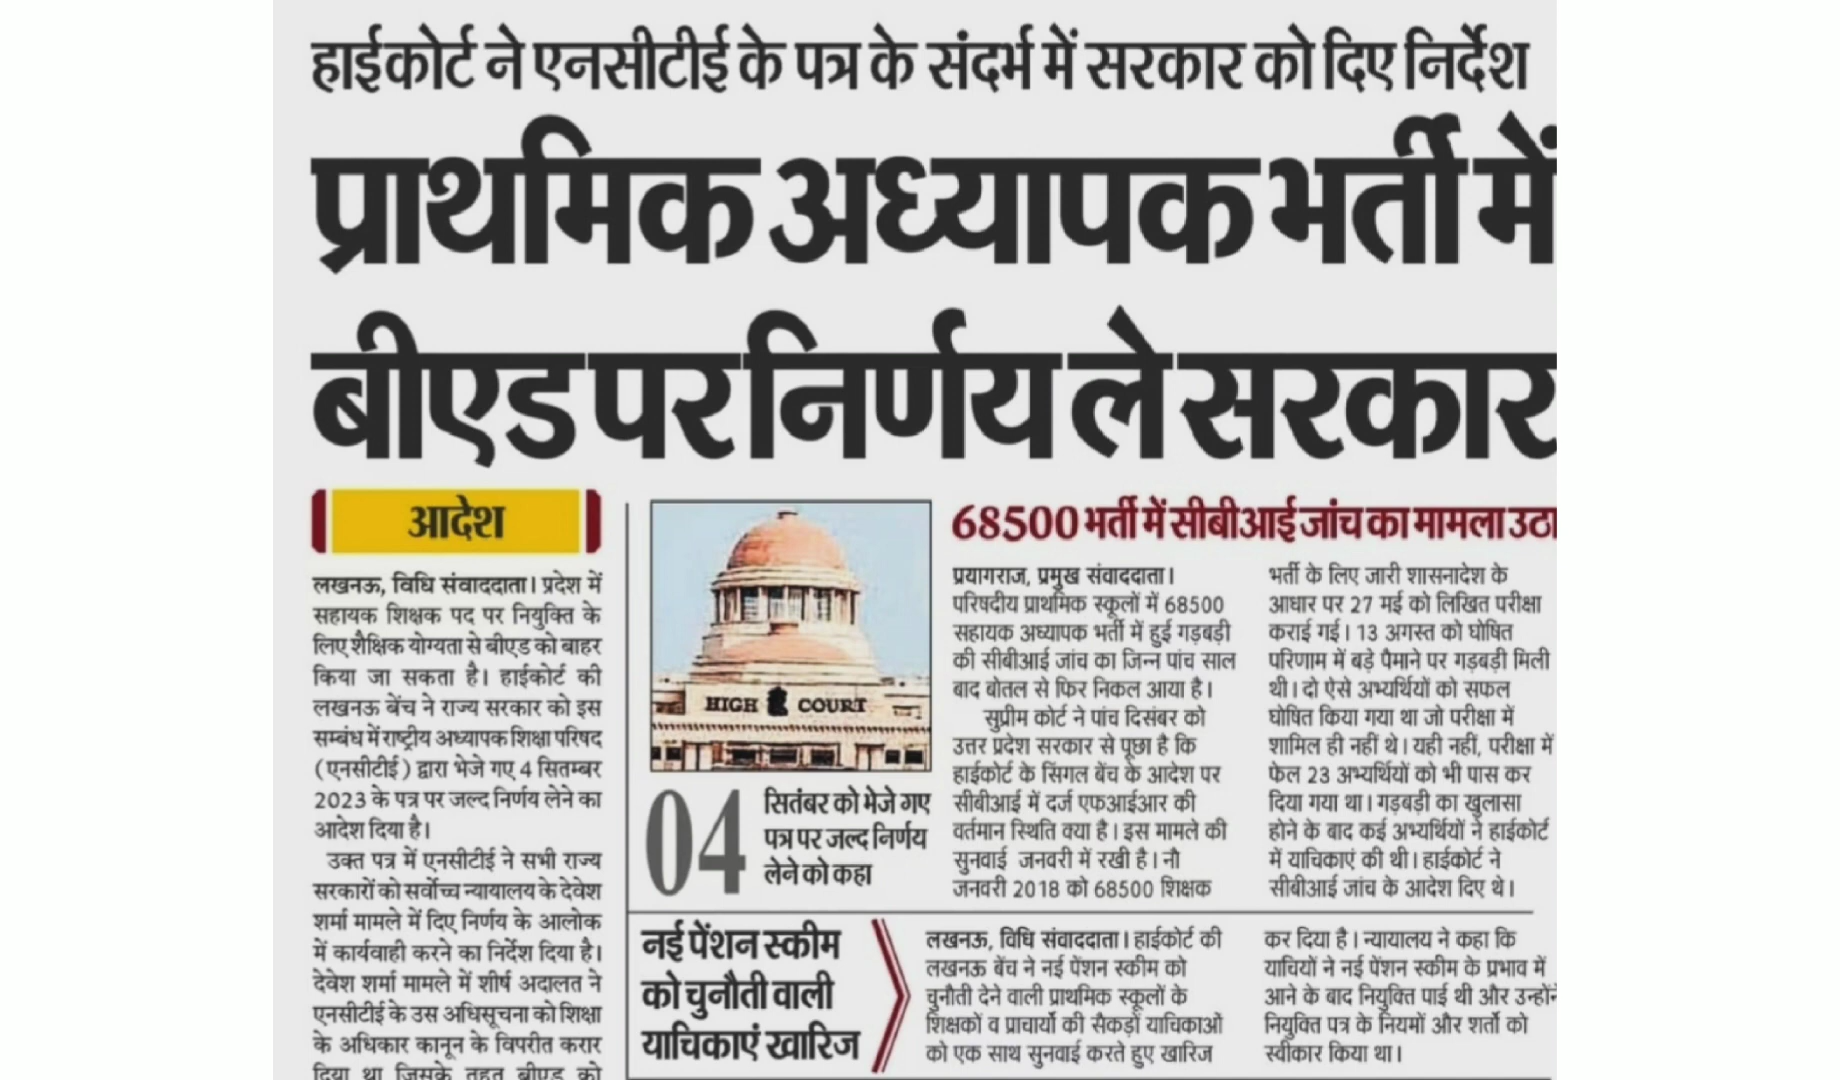 हाईकोर्ट ने एनसीटीई के पत्र के संदर्भ में सरकार को दिए निर्देश
प्राथमिक अध्यापक भर्ती में
बीएड पर निर्णय ले सरकार
आदेश
लखनऊ, विधि संवाददाता। प्रदेश में
सहायक शिक्षक पद पर नियुक्ति के
लिए शैक्षिक योग्यता से बीएड को बाहर
किया जा सकता है। हाईकोर्ट की
लखनऊ बेंच ने राज्य सरकार को इस
सम्बंध में राष्ट्रीय अध्यापक शिक्षा परिषद
(एनसीटीई) द्वारा भेजे गए 4 सितम्बर
2023 के पत्र पर जल्द निर्णय लेने का
आदेश दिया है।
उक्त पत्र में एनसीटीई ने सभी राज्य
सरकारों को सर्वोच्च न्यायालय के देवेश
शर्मा मामले में दिए निर्णय के आलोक
में कार्यवाही करने का निर्देश दिया है।
देवेश शर्मा मामले में शीर्ष अदालत ने
एनसीटीई के उस अधिसूचना को शिक्षा
के अधिकार कानून के विपरीत करार
दिया था जिसके तहत बीएड को
HIGH COURT
04
सितंबर को भेजे गए
पत्र पर जल्द निर्णय
लेने को कहा
68500 भर्ती में सीबीआई जांच का मामला उठा
प्रयागराज, प्रमुख संवाददाता।
परिषदीय प्राथमिक स्कूलों में 68500
सहायक अध्यापक भर्ती में हुई गड़बड़ी
की सीबीआई जांच का जिन्न पांच साल
बाद बोतल से फिर निकल आया है।
सुप्रीम कोर्ट ने पांच दिसंबर को
उत्तर प्रदेश सरकार से पूछा है कि
हाईकोर्ट के सिंगल बेंच के आदेश पर
सीबीआई में दर्ज एफआईआर की
वर्तमान स्थिति क्या है। इस मामले की
सुनवाई जनवरी में रखी है। नौ
जनवरी 2018 को 68500 शिक्षक
भर्ती के लिए जारी शासनादेश के
आधार पर 27 मई को लिखित परीक्षा
कराई गई। 13 अगस्त को घोषित
परिणाम में बड़े पैमाने पर गड़बड़ी मिली
थी। दो ऐसे अभ्यर्थियों को सफल
घोषित किया गया था जो परीक्षा में
शामिल ही नहीं थे। यही नहीं, परीक्षा में
फेल 23 अभ्यर्थियों को भी पास कर
दिया गया था। गड़बड़ी का खुलासा
होने के बाद कई अभ्यर्थियों ने हाईकोर्ट
में याचिकाएं की थी। हाईकोर्ट ने
सीबीआई जांच के आदेश दिए थे।
नई पेंशन स्कीम
को चुनौती वाली
याचिकाएं खारिज
लखनऊ, विधि संवाददाता। हाईकोर्ट की
लखनऊ बेंच ने नई पेंशन स्कीम को
चुनौती देने वाली प्राथमिक स्कूलों के
शिक्षकों व प्राचार्यो की सैकड़ों याचिकाओं
को एक साथ सुनवाई करते हुए खारिज
कर दिया है। न्यायालय ने कहा कि
याचियों ने नई पेंशन स्कीम के प्रभाव में
आने के बाद नियुक्ति पाई थी और उन्होंने
नियुक्ति पत्र के नियमों और शर्तो को
स्वीकार किया था।